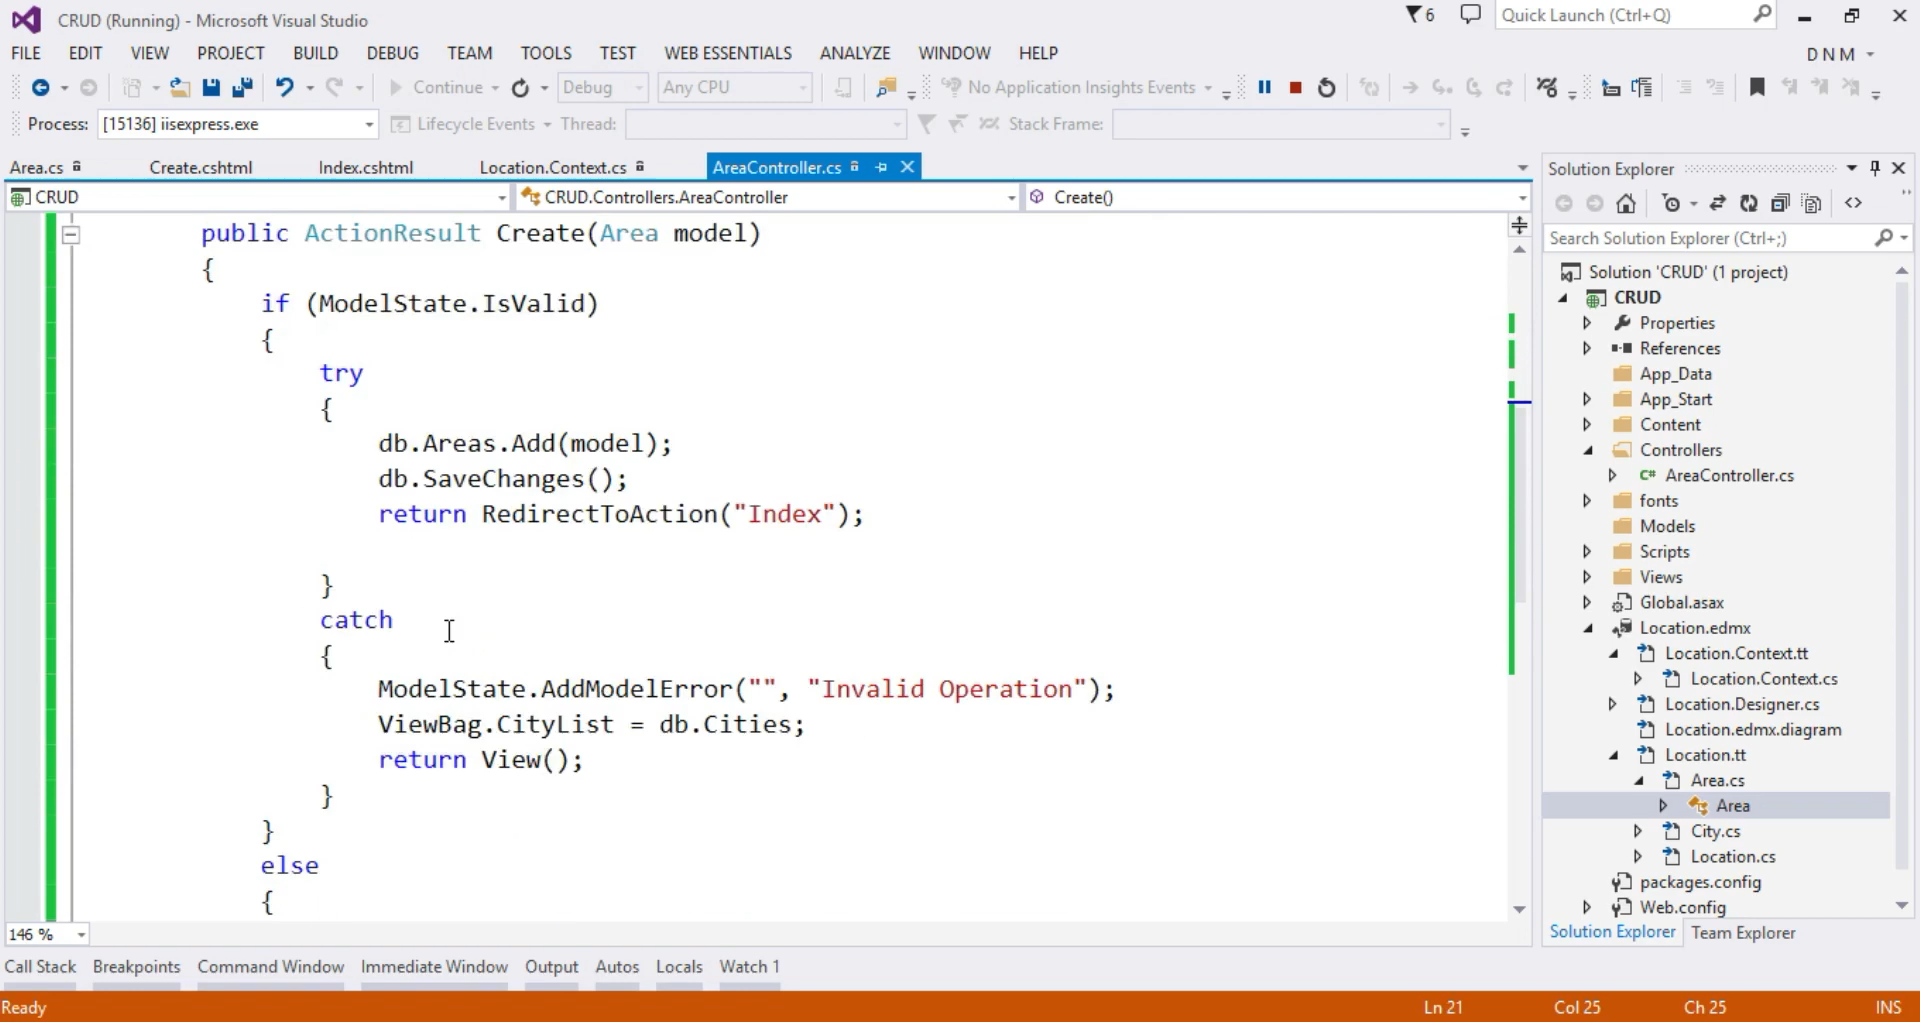 CRUD (Running) - Microsoft Visual Studio
6
Quick Launch (Ctrl+Q)
FILE EDIT VIEW PROJECT BUILD DEBUG TEAM TOOLS TEST WEB ESSENTIALS ANALYZE WINDOW HELP
D N M
Continue Debug Any CPU No Application Insights Events
Process: [15136] iisexpress.exe Lifecycle Events Thread: Stack Frame:
Area.cs Create.cshtml Index.cshtml Location.Context.cs AreaController.cs
CRUD CRUD.Controllers.AreaController Create()
public ActionResult Create(Area model)
{
if (ModelState.IsValid)
{
try
{
db.Areas.Add(model);
db.SaveChanges();
return RedirectToAction("Index");
}
catch
{
ModelState.AddModelError("", "Invalid Operation");
ViewBag.CityList = db.Cities;
return View();
}
}
else
{
146 %
Solution Explorer
Search Solution Explorer (Ctrl+;)
Solution 'CRUD' (1 project)
CRUD
Properties
References
App_Data
App_Start
Content
Controllers
C# AreaController.cs
fonts
Models
Scripts
Views
Global.asax
Location.edmx
Location.Context.tt
Location.Context.cs
Location.Designer.cs
Location.edmx.diagram
Location.tt
Area.cs
Area
City.cs
Location.cs
packages.config
Web.config
Solution Explorer Team Explorer
Call Stack Breakpoints Command Window Immediate Window Output Autos Locals Watch 1
Ready Ln 21 Col 25 Ch 25 INS